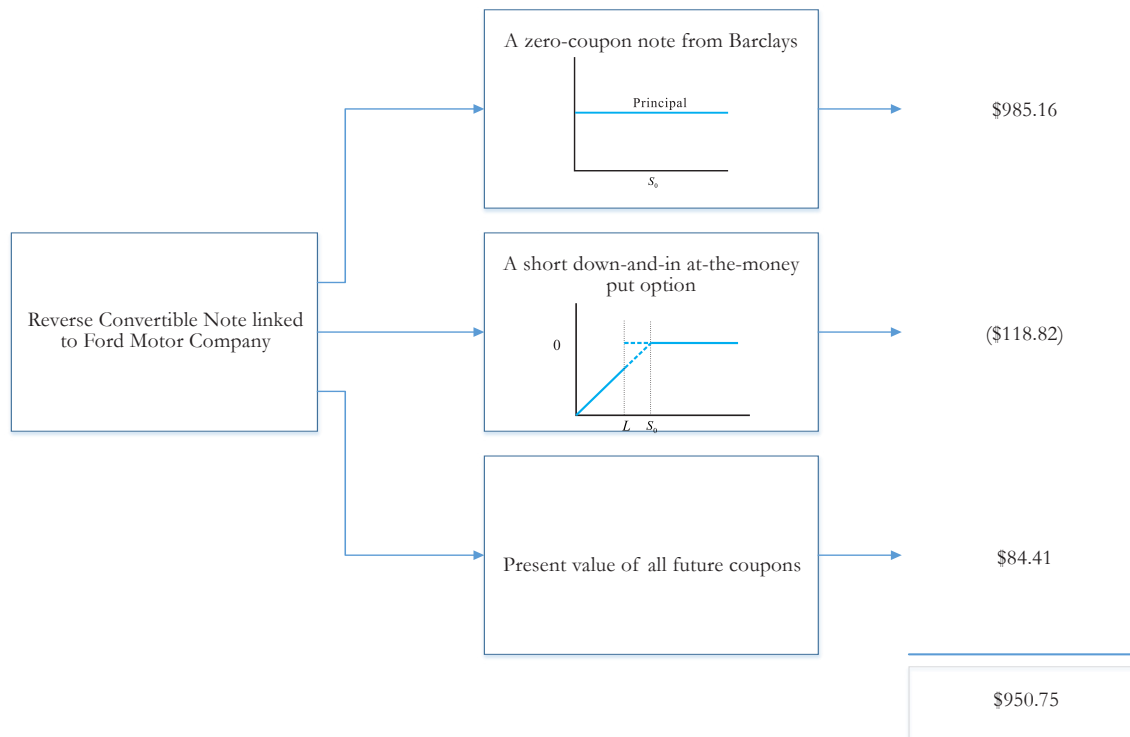 A zero-coupon note from Barclays
Principal
S₀
$985.16
Reverse Convertible Note linked
to Ford Motor Company
A short down-and-in at-the-money
put option
0
L S₀
($118.82)
Present value of all future coupons
$84.41
$950.75